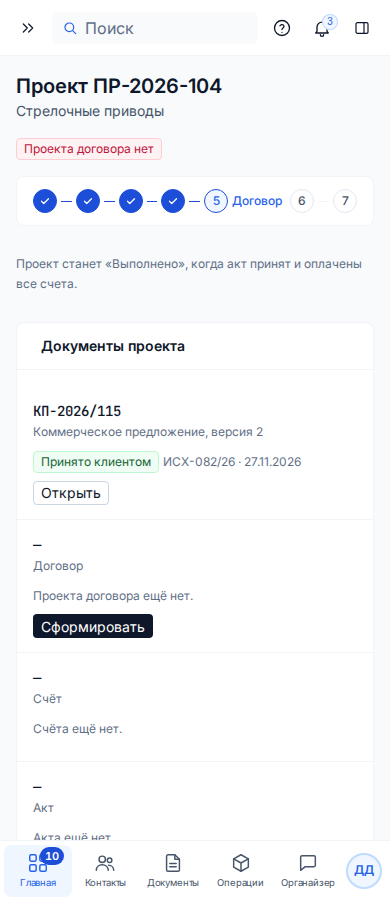 Поиск
3
Проект ПР-2026-104
Стрелочные приводы
Проекта договора нет
5 Договор 6 7
Проект станет «Выполнено», когда акт принят и оплачены
все счета.
Документы проекта
КП-2026/115
Коммерческое предложение, версия 2
Принято клиентом ИСХ-082/26 · 27.11.2026
Открыть
—
Договор
Проекта договора ещё нет.
Сформировать
—
Счёт
Счёта ещё нет.
—
Акт
Акта ещё нет.
10
Главная Контакты Документы Операции Органайзер ДД